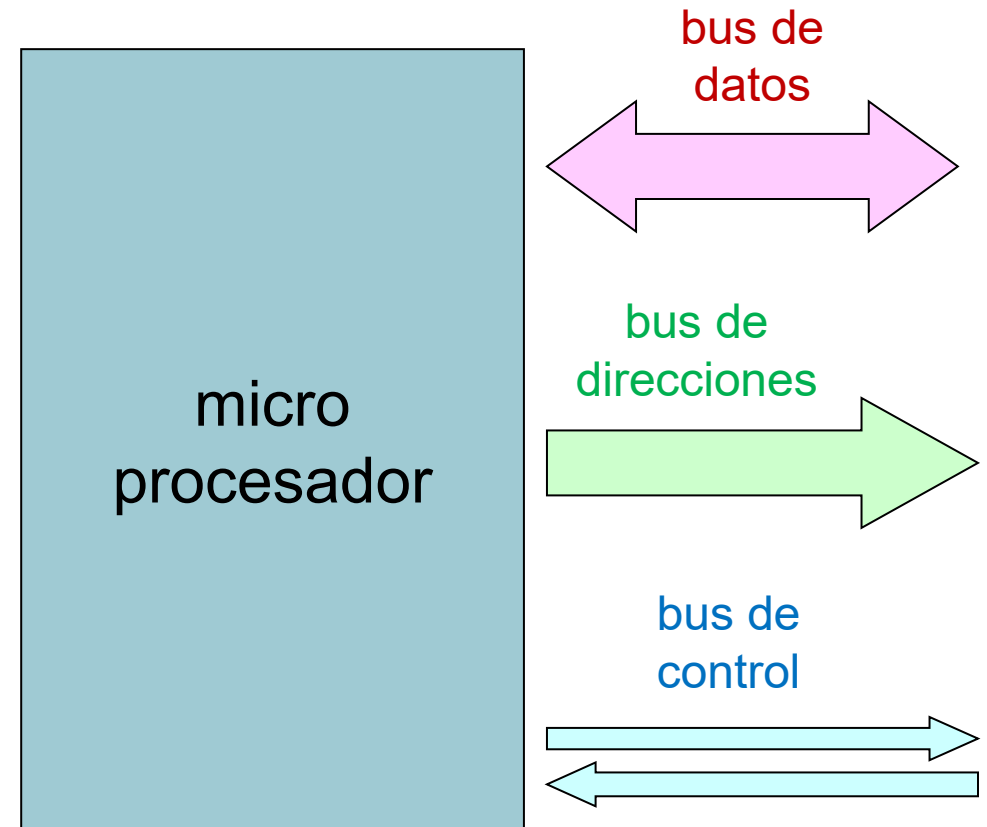 bus de
datos
bus de
direcciones
micro
procesador
bus de
control